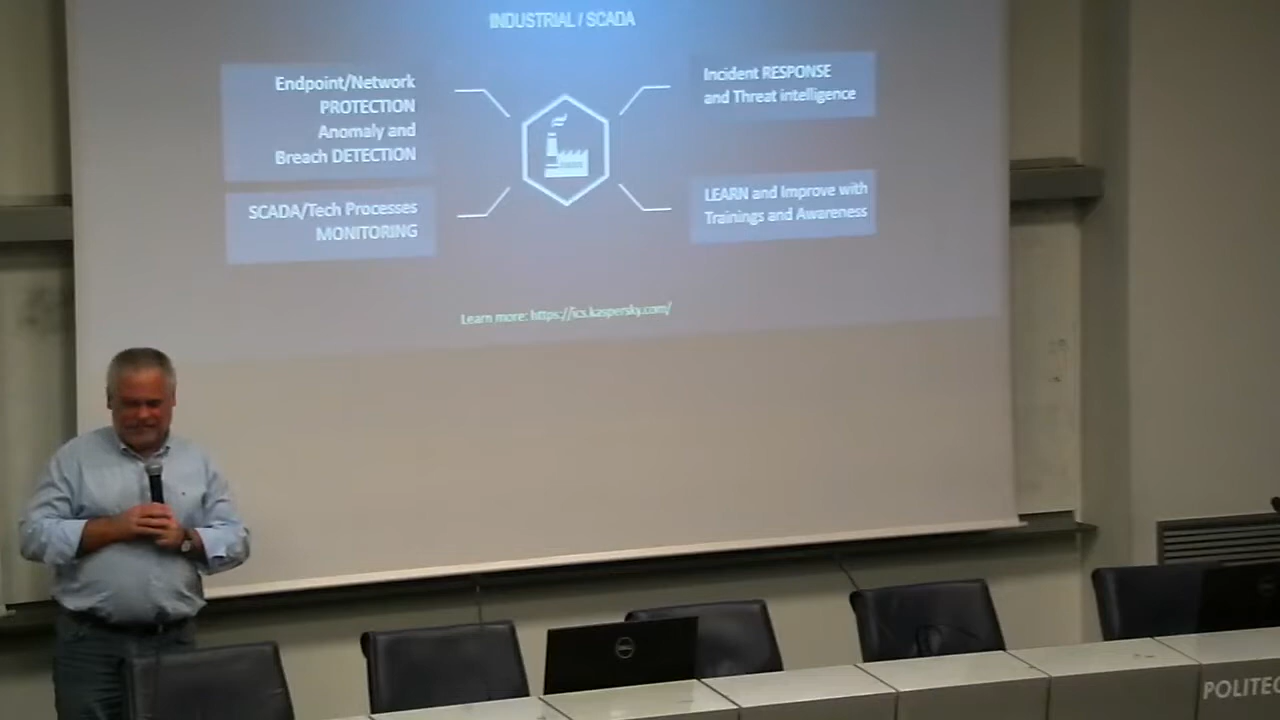 INDUSTRIAL / SCADA
Endpoint/Network
PROTECTION
Anomaly and
Breach DETECTION
SCADA/Tech Processes
MONITORING
Incident RESPONSE
and Threat intelligence
LEARN and Improve with
Trainings and Awareness
Learn more: https://ics.kaspersky.com/
DELL
POLITEC